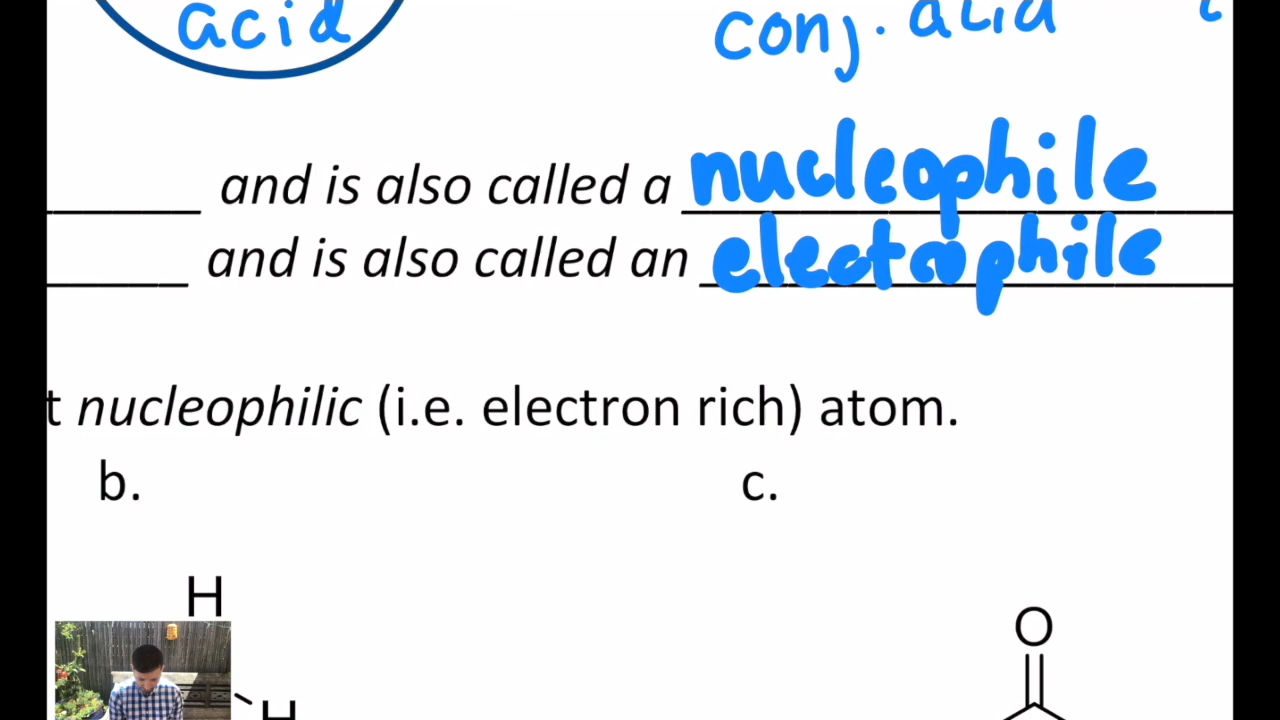 acid conj. acid
and is also called a nucleophile
and is also called an electrophile
t nucleophilic (i.e. electron rich) atom.
b. c.
H
O
H